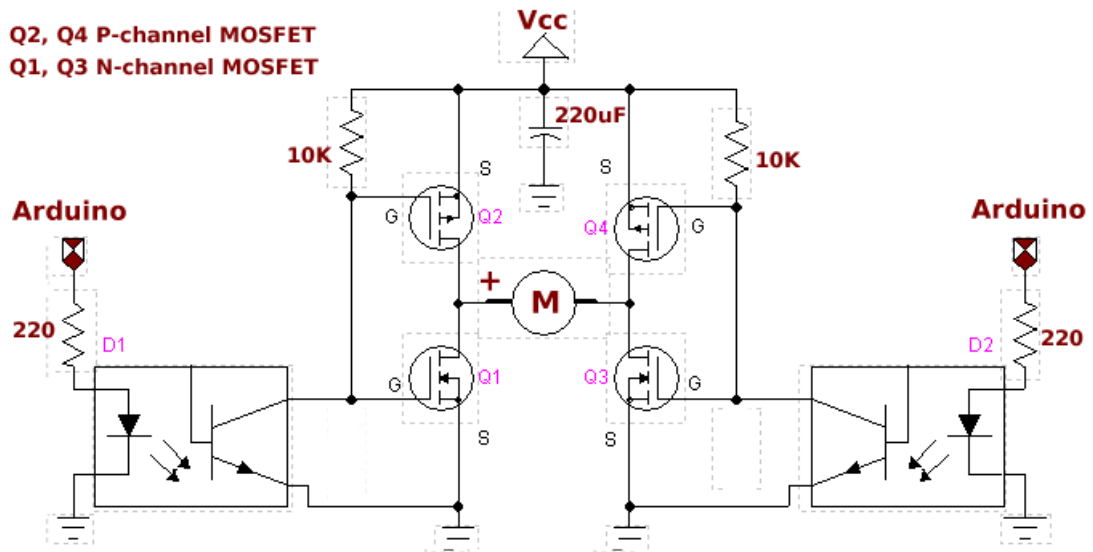 Vcc
Q2, Q4 P-channel MOSFET
Q1, Q3 N-channel MOSFET
220uF
10K
S
S
10K
Arduino
G
Q2
Q4
G
Arduino
+
M
220
D1
G
Q1
Q3
G
D2
220
S
S